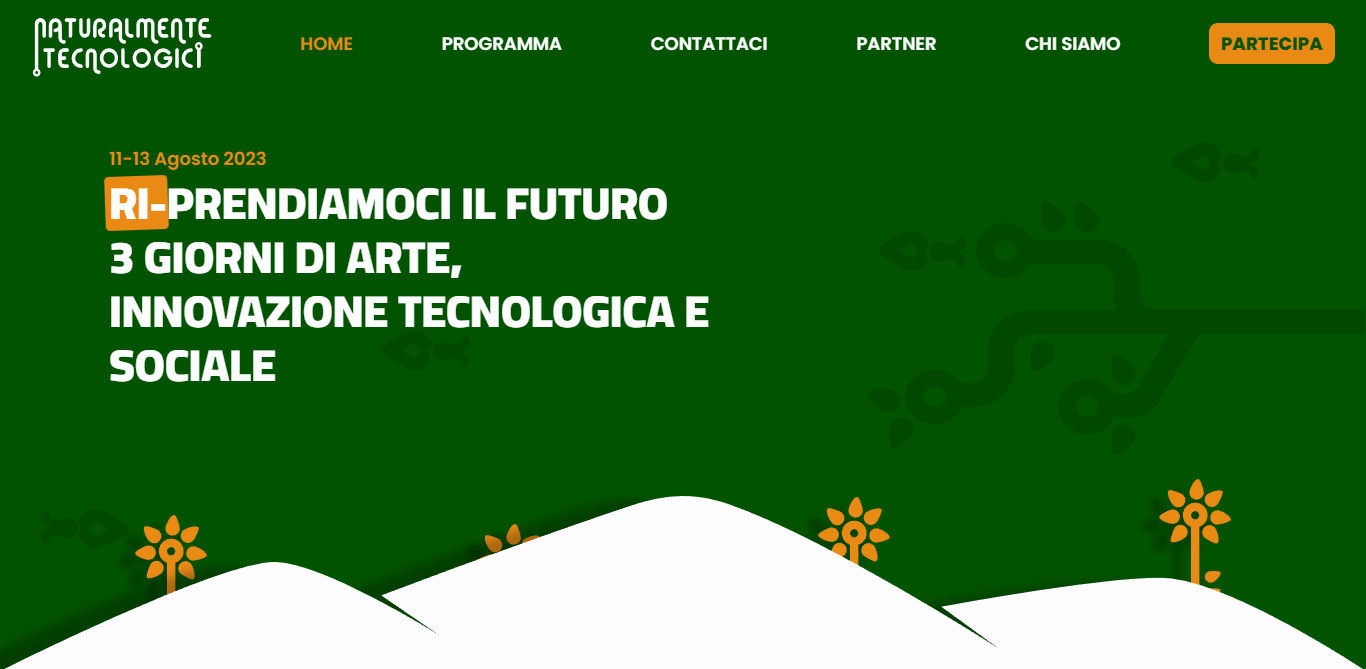 NATURALMENTE
TECNOLOGICI
HOME
PROGRAMMA
CONTATTACI
PARTNER
CHI SIAMO
PARTECIPA
11-13 Agosto 2023
RI-PRENDIAMOCI IL FUTURO
3 GIORNI DI ARTE,
INNOVAZIONE TECNOLOGICA E
SOCIALE